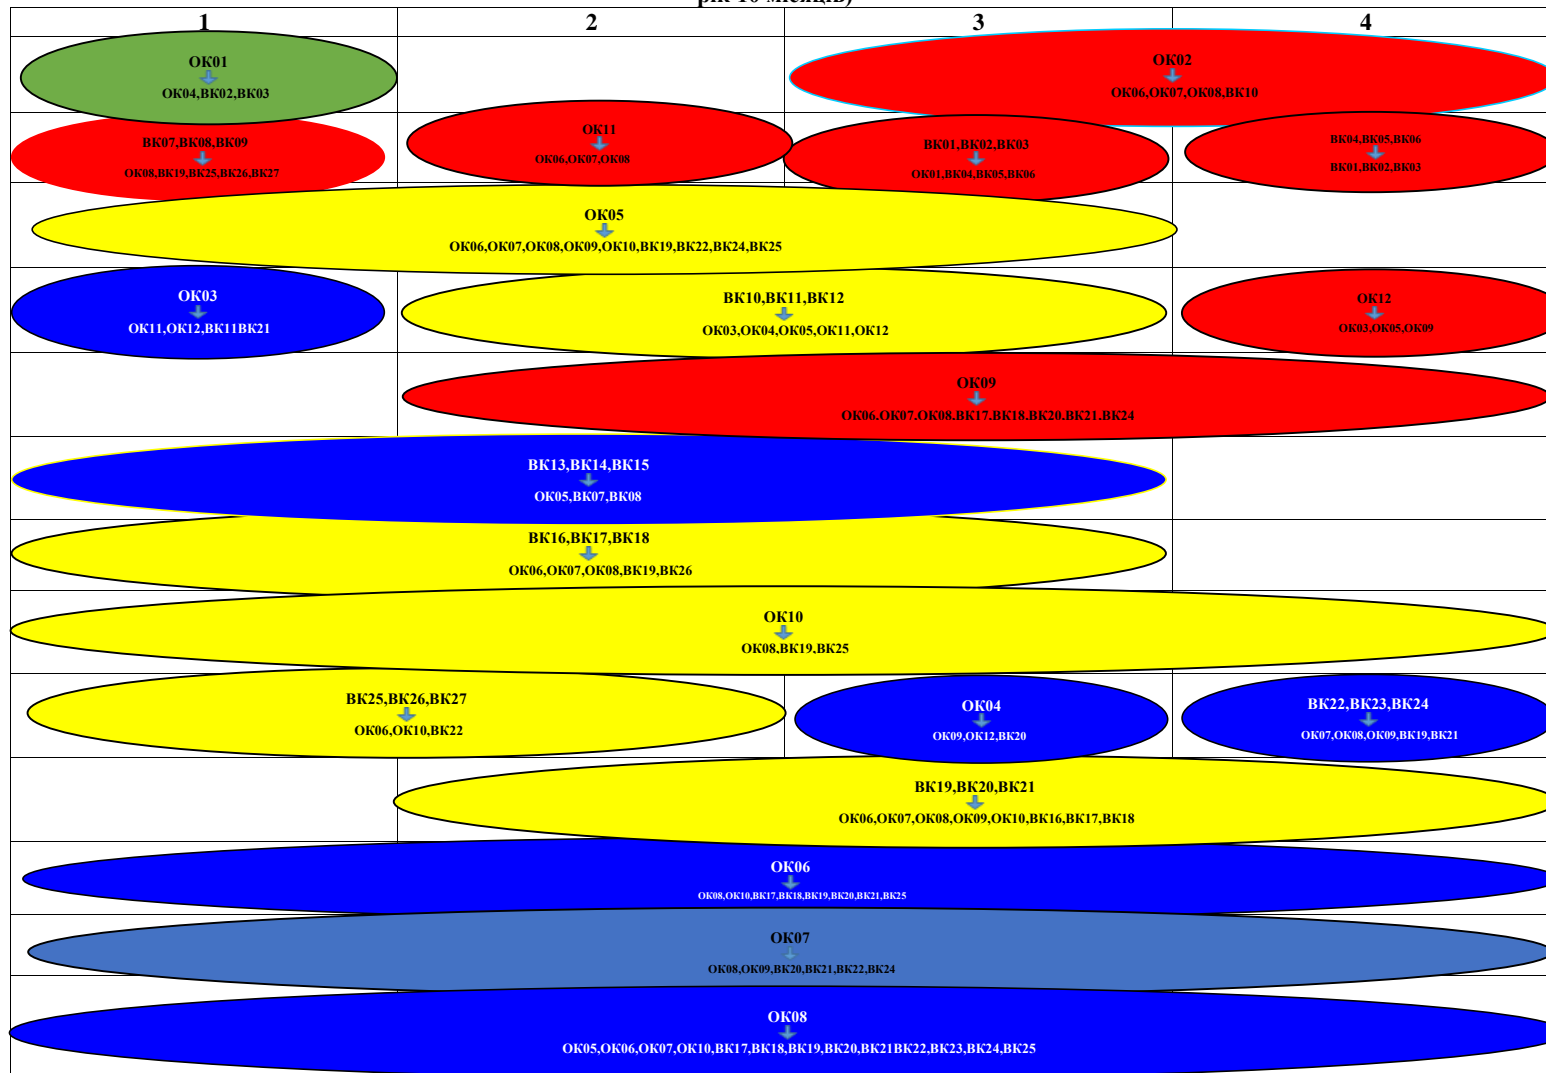 рік 10 місяців)
1 2 3 4
ОК01
ОК04,ВК02,ВК03
ОК02
ОК06,ОК07,ОК08,ВК10
ВК07,ВК08,ВК09
ОК08,ВК19,ВК25,ВК26,ВК27
ОК11
ОК06,ОК07,ОК08
ВК01,ВК02,ВК03
ОК01,ВК04,ВК05,ВК06
ВК04,ВК05,ВК06
ВК01,ВК02,ВК03
ОК05
ОК06,ОК07,ОК08,ОК09,ОК10,ВК19,ВК22,ВК24,ВК25
ОК03
ОК11,ОК12,ВК11ВК21
ВК10,ВК11,ВК12
ОК03,ОК04,ОК05,ОК11,ОК12
ОК12
ОК03,ОК05,ОК09
ОК09
ОК06.ОК07.ОК08.ВК17.ВК18.ВК20.ВК21.ВК24
ВК13,ВК14,ВК15
ОК05,ВК07,ВК08
ВК16,ВК17,ВК18
ОК06,ОК07,ОК08,ВК19,ВК26
ОК10
ОК08,ВК19,ВК25
ВК25,ВК26,ВК27
ОК06,ОК10,ВК22
ОК04
ОК09,ОК12,ВК20
ВК22,ВК23,ВК24
ОК07,ОК08,ОК09,ВК19,ВК21
ВК19,ВК20,ВК21
ОК06,ОК07,ОК08,ОК09,ОК10,ВК16,ВК17,ВК18
ОК06
ОК08,ОК10,ВК17,ВК18,ВК19,ВК20,ВК21,ВК25
ОК07
ОК08,ОК09,ВК20,ВК21,ВК22,ВК24
ОК08
ОК05,ОК06,ОК07,ОК10,ВК17,ВК18,ВК19,ВК20,ВК21ВК22,ВК23,ВК24,ВК25